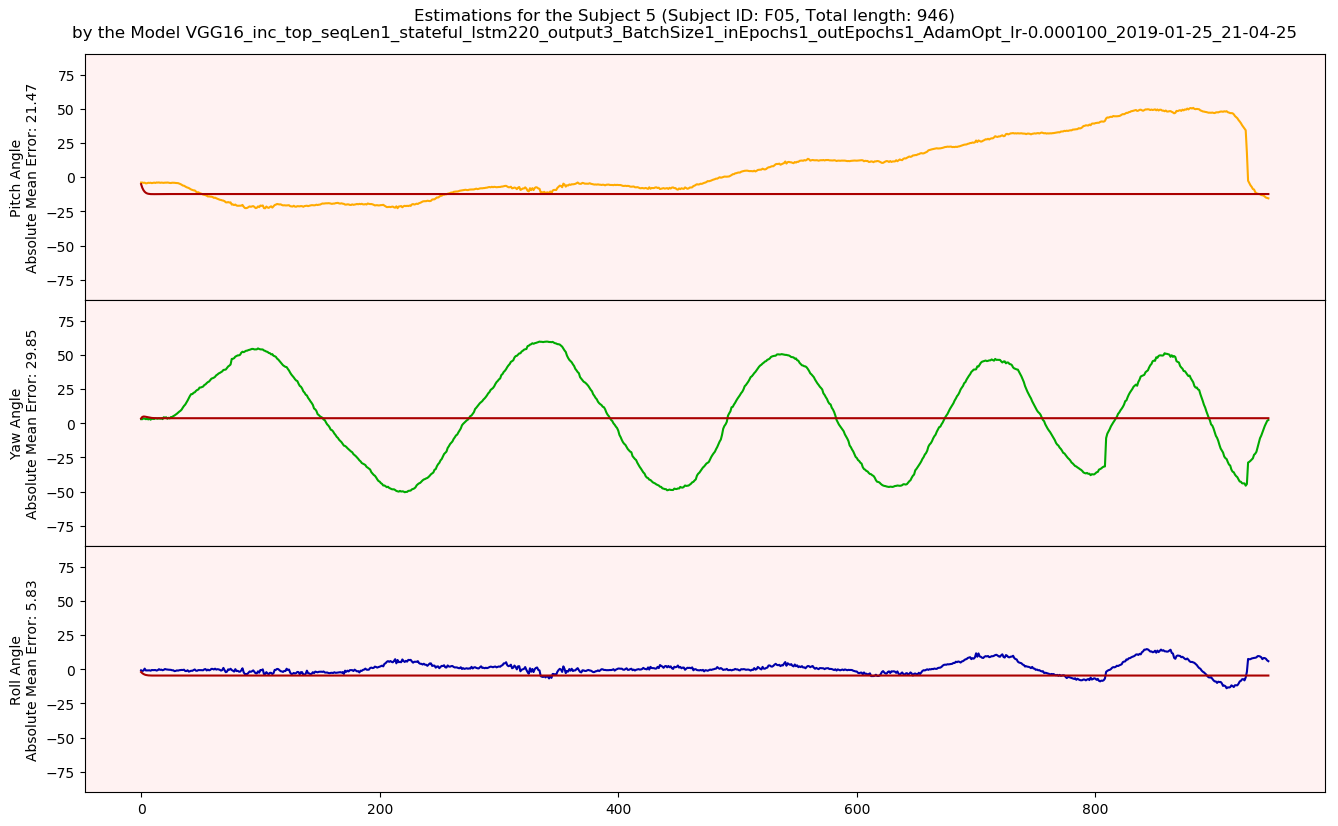 Estimations for the Subject 5 (Subject ID: F05, Total length: 946)
by the Model VGG16_inc_top_seqLen1_stateful_lstm220_output3_BatchSize1_inEpochs1_outEpochs1_AdamOpt_lr-0.000100_2019-01-25_21-04-25
Pitch Angle
Absolute Mean Error: 21.47
75
50
25
0
−25
−50
−75
Yaw Angle
Absolute Mean Error: 29.85
75
50
25
0
−25
−50
−75
Roll Angle
Absolute Mean Error: 5.83
75
50
25
0
−25
−50
−75
0 200 400 600 800